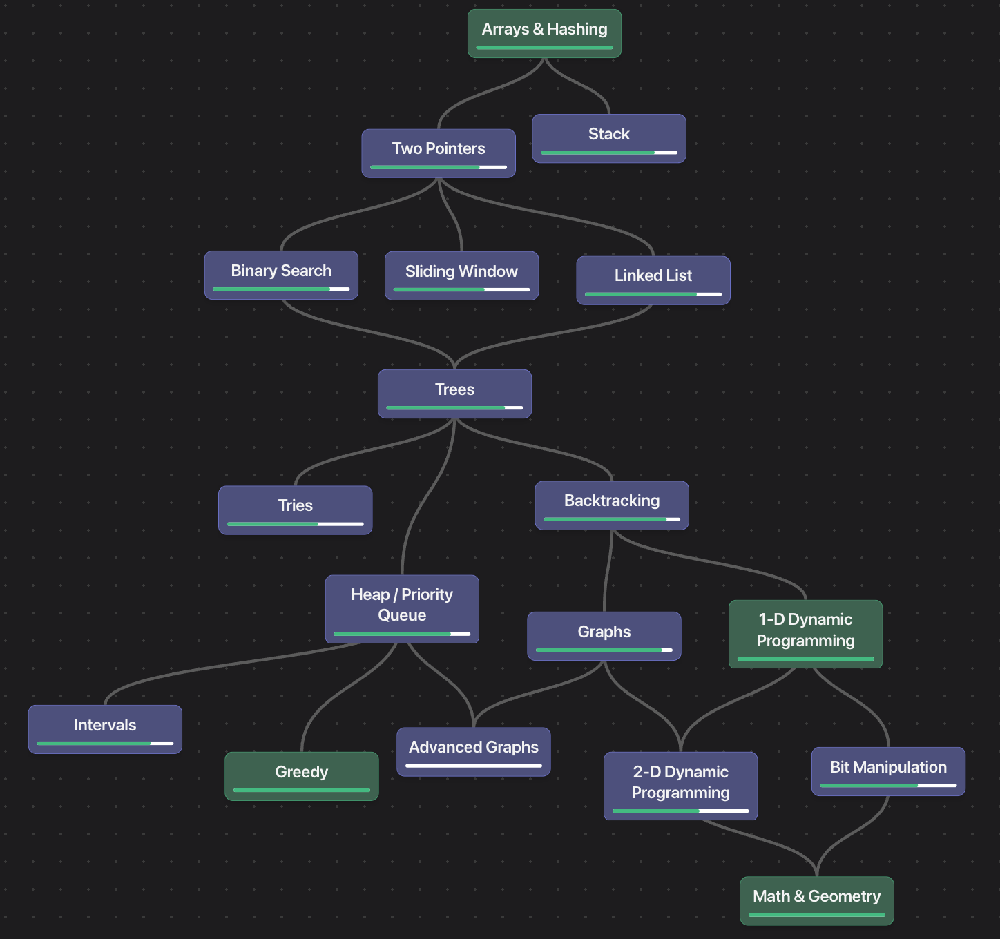 Arrays & Hashing
Stack
Two Pointers
Binary Search
Sliding Window
Linked List
Trees
Tries
Backtracking
Heap / Priority
Queue
Graphs
1-D Dynamic
Programming
Intervals
Greedy
Advanced Graphs
2-D Dynamic
Programming
Bit Manipulation
Math & Geometry